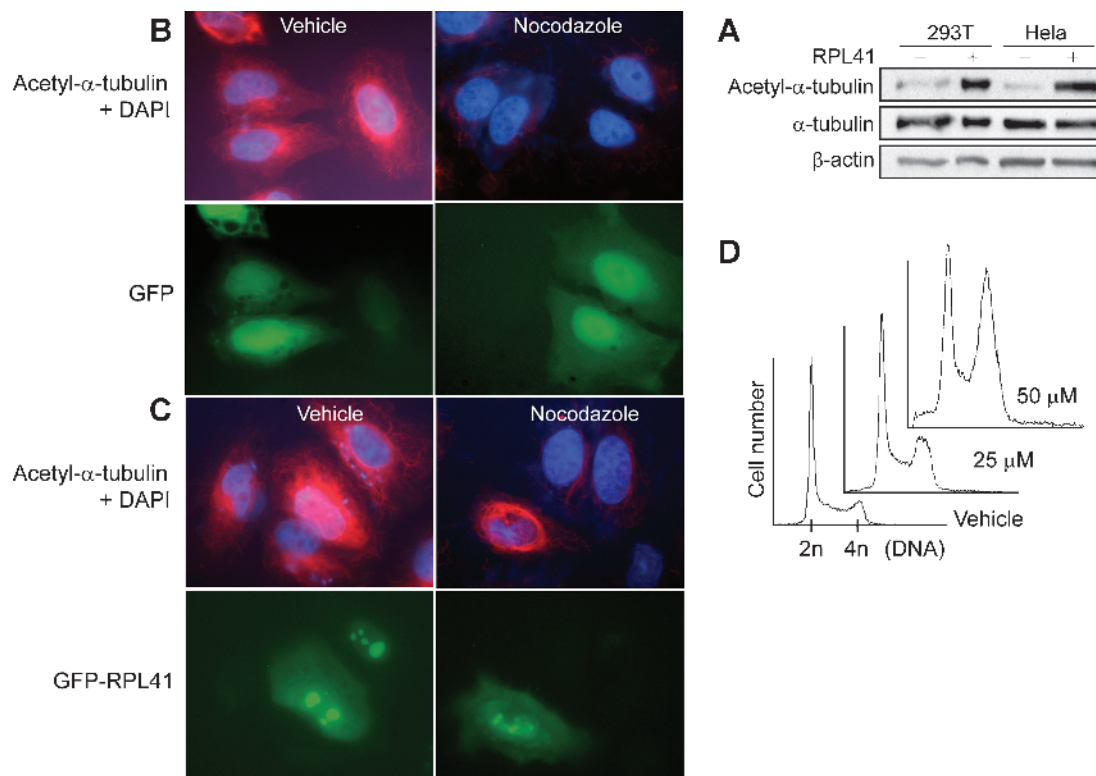 B
Vehicle
Nocodazole
Acetyl-α-tubulin
+ DAPI
GFP
C
Vehicle
Nocodazole
Acetyl-α-tubulin
+ DAPI
GFP-RPL41
A
293T Hela
RPL41 – + – +
Acetyl-α-tubulin
α-tubulin
β-actin
D
50 μM
25 μM
Vehicle
Cell number
2n 4n (DNA)